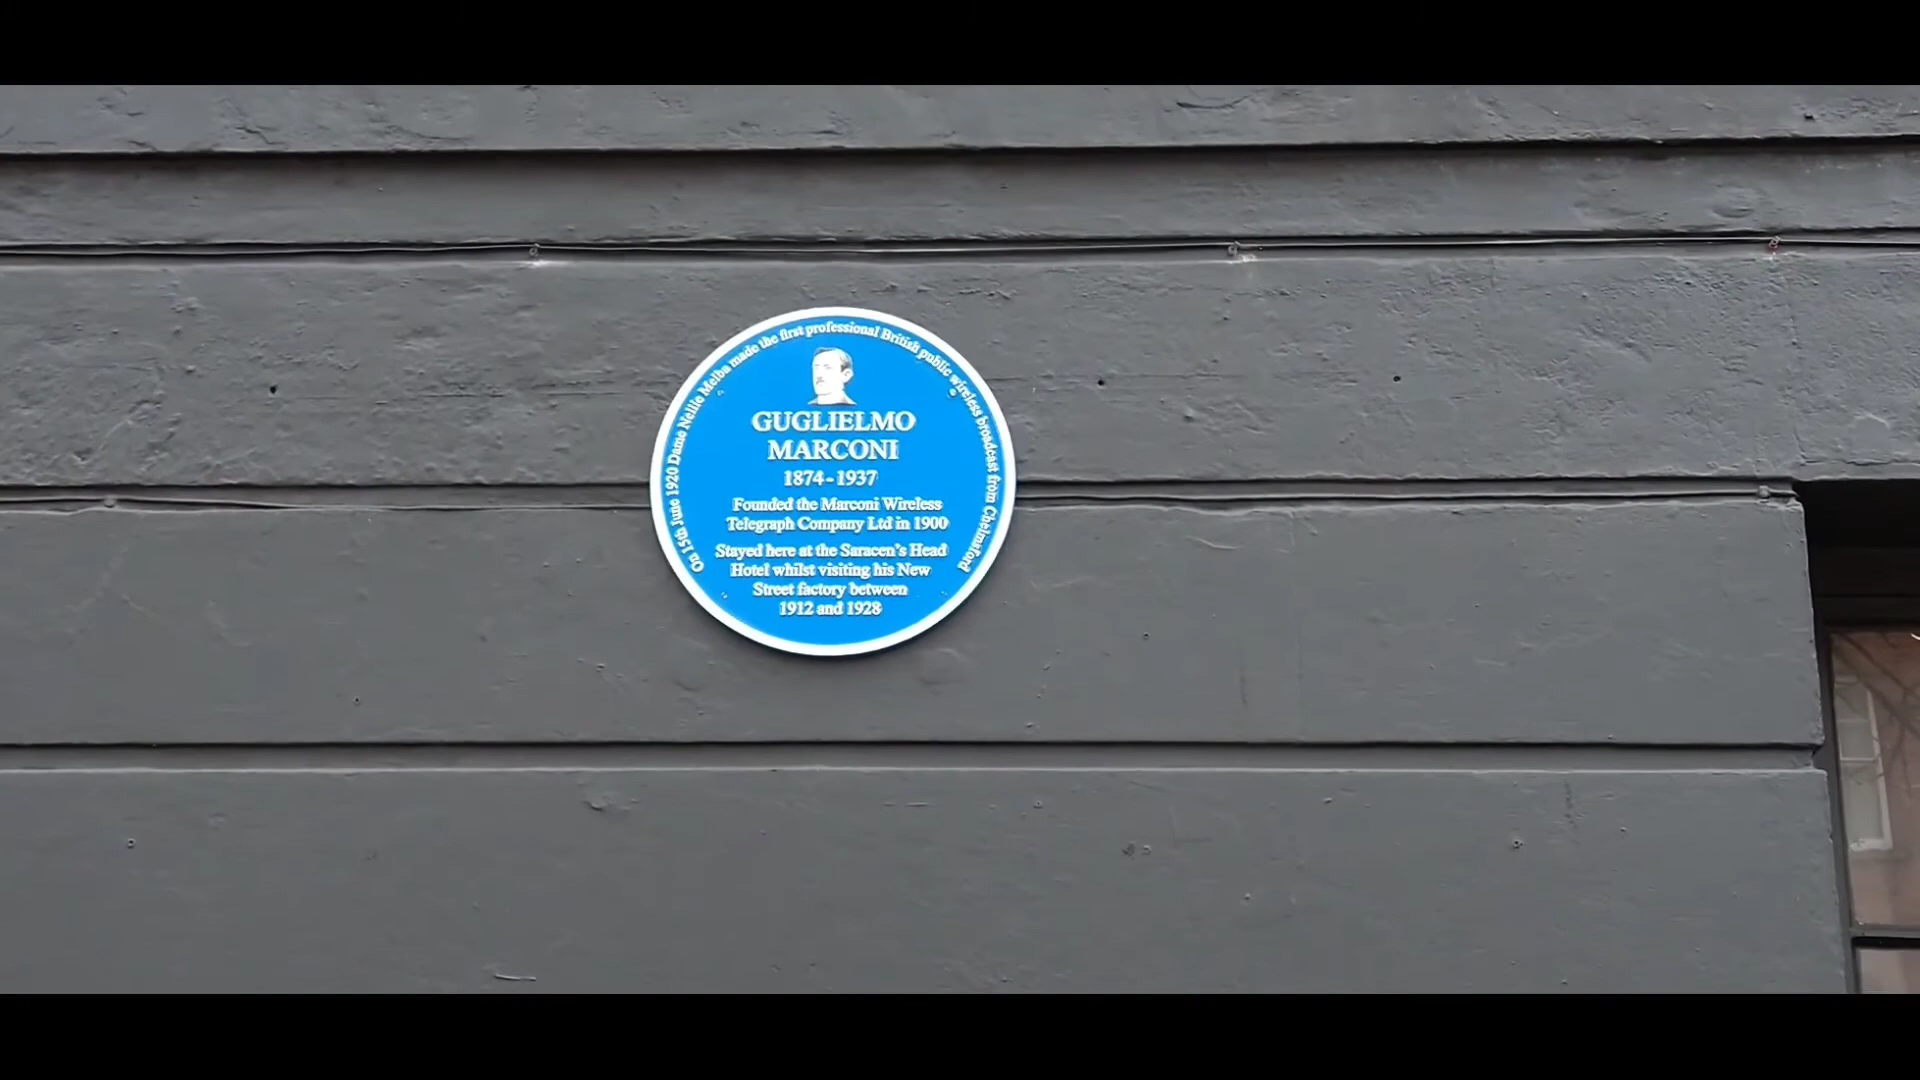 On 15th June 1920 Dame Nellie Melba made the first professional British public wireless broadcast from Chelmsford
GUGLIELMO
MARCONI
1874 - 1937
Founded the Marconi Wireless
Telegraph Company Ltd in 1900
Stayed here at the Saracen's Head
Hotel whilst visiting his New
Street factory between
1912 and 1928